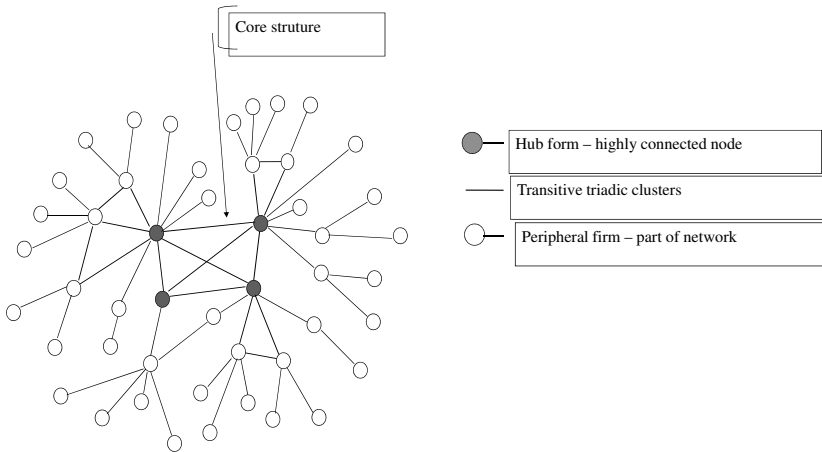 Core struture
Hub form – highly connected node
Transitive triadic clusters
Peripheral firm – part of network